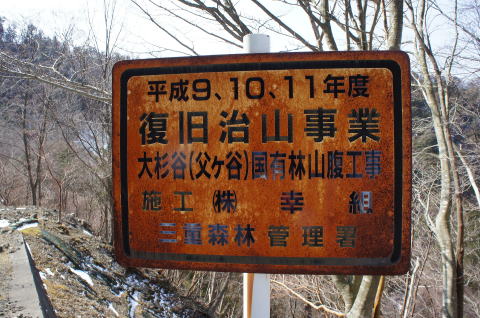 平成9、10、11年度
復旧治山事業
大杉谷(父ヶ谷)国有林山腹工事
施工 ㈱ 幸 組
三重森林管理署